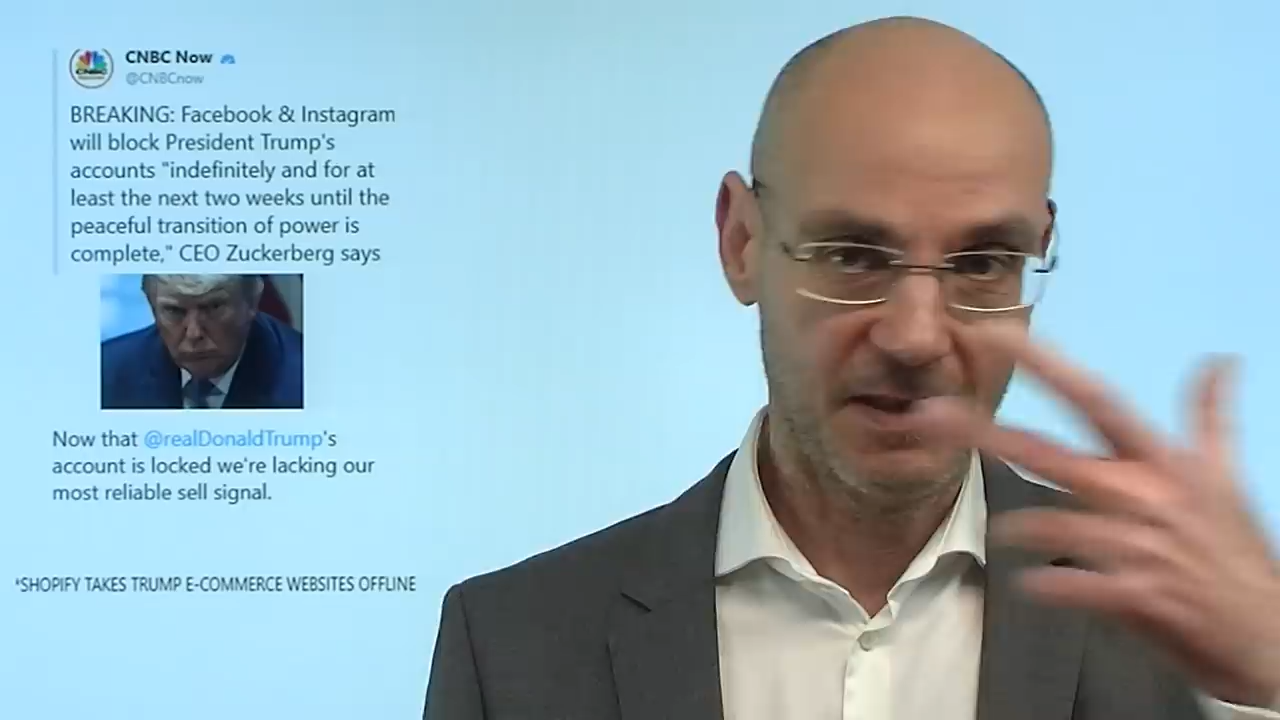 CNBC Now
@CNBCnow
BREAKING: Facebook & Instagram
will block President Trump's
accounts "indefinitely and for at
least the next two weeks until the
peaceful transition of power is
complete," CEO Zuckerberg says
Now that @realDonaldTrump's
account is locked we're lacking our
most reliable sell signal.
*SHOPIFY TAKES TRUMP E-COMMERCE WEBSITES OFFLINE